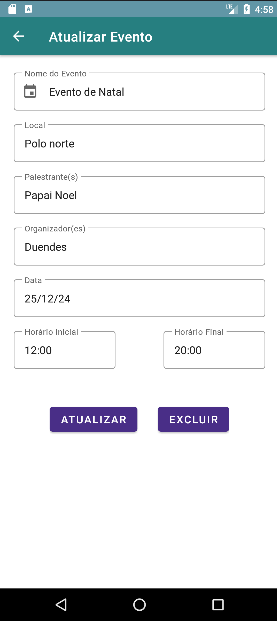 LTE 4:58
Atualizar Evento
Nome do Evento
Evento de Natal
Local
Polo norte
Palestrante(s)
Papai Noel
Organizador(es)
Duendes
Data
25/12/24
Horário Inicial Horário Final
12:00 20:00
ATUALIZAR EXCLUIR